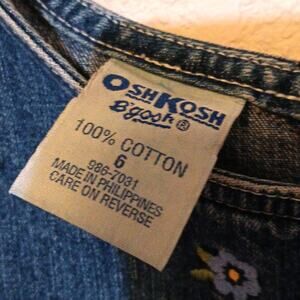 OSHKOSH
B'gosh ®
100% COTTON
6
986-7031
MADE IN PHILIPPINES
CARE ON REVERSE